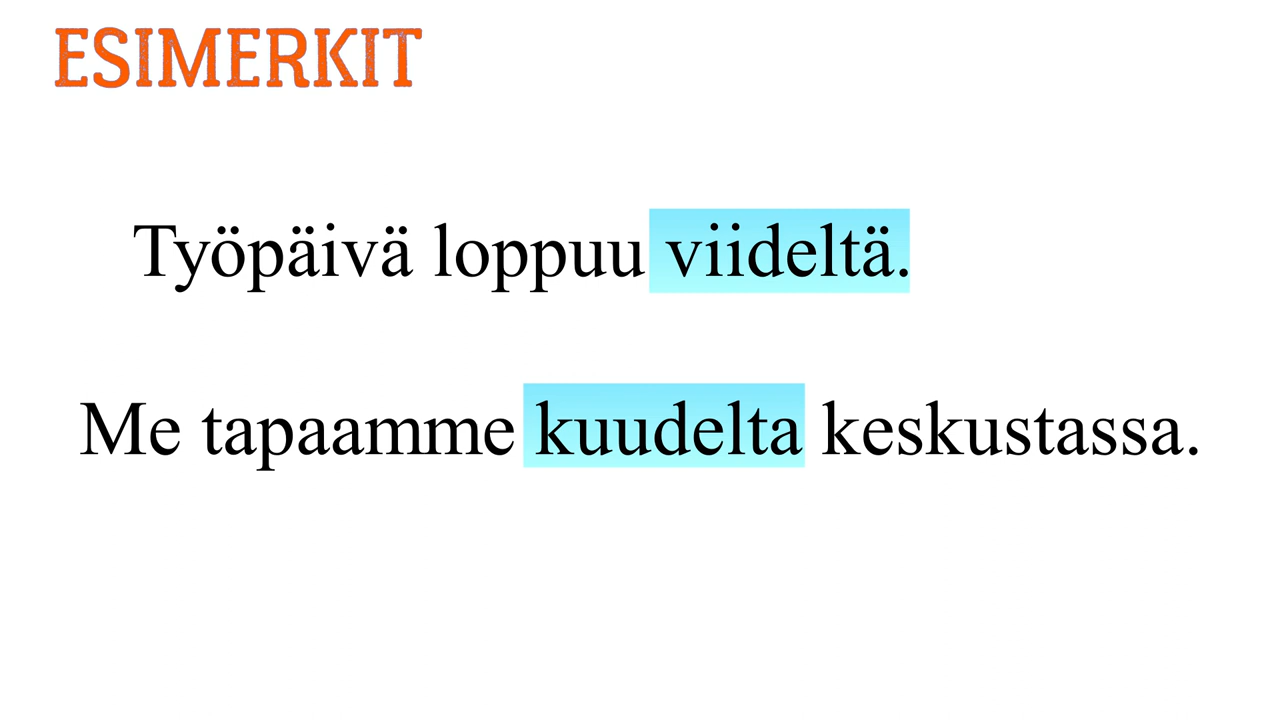 ESIMERKIT
Työpäivä loppuu viideltä.
Me tapaamme kuudelta keskustassa.